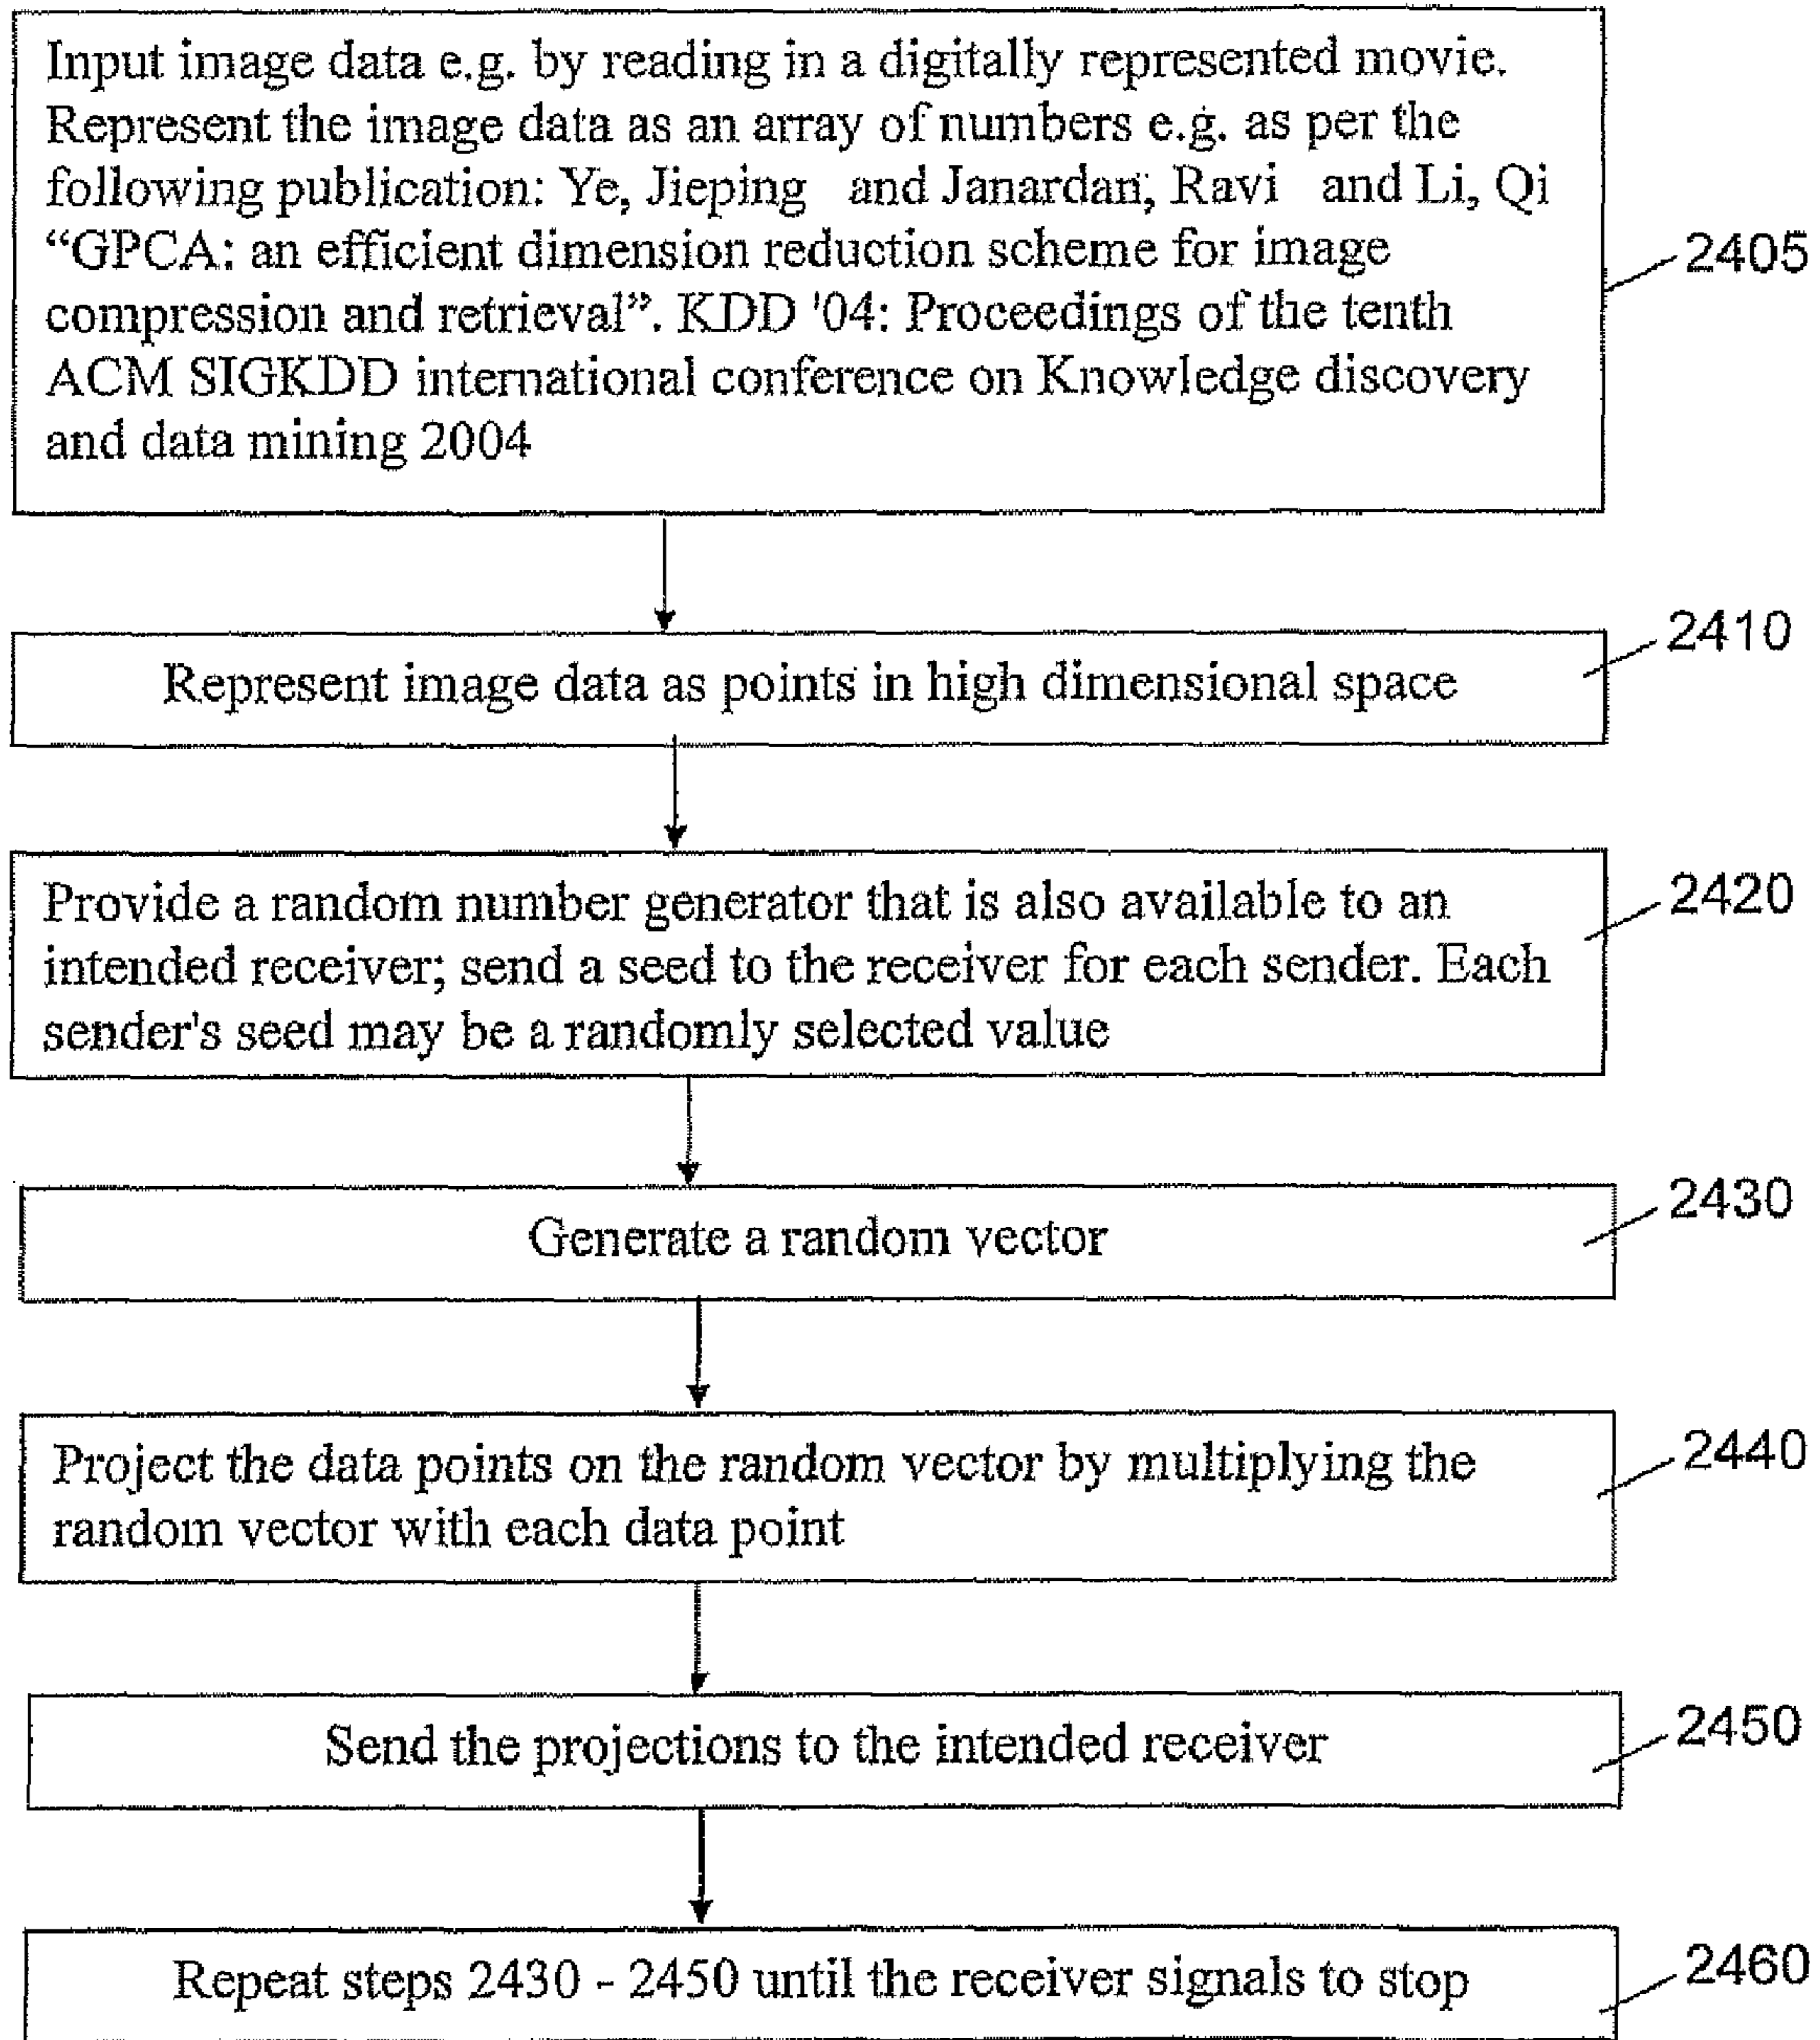 Input image data e.g. by reading in a digitally represented movie.
Represent the image data as an array of numbers e.g. as per the
following publication: Ye, Jieping and Janardan, Ravi and Li, Qi
“GPCA: an efficient dimension reduction scheme for image
compression and retrieval”. KDD '04: Proceedings of the tenth
ACM SIGKDD international conference on Knowledge discovery
and data mining 2004
2405
Represent image data as points in high dimensional space
2410
Provide a random number generator that is also available to an
intended receiver; send a seed to the receiver for each sender. Each
sender's seed may be a randomly selected value
2420
Generate a random vector
2430
Project the data points on the random vector by multiplying the
random vector with each data point
2440
Send the projections to the intended receiver
2450
Repeat steps 2430 - 2450 until the receiver signals to stop
2460